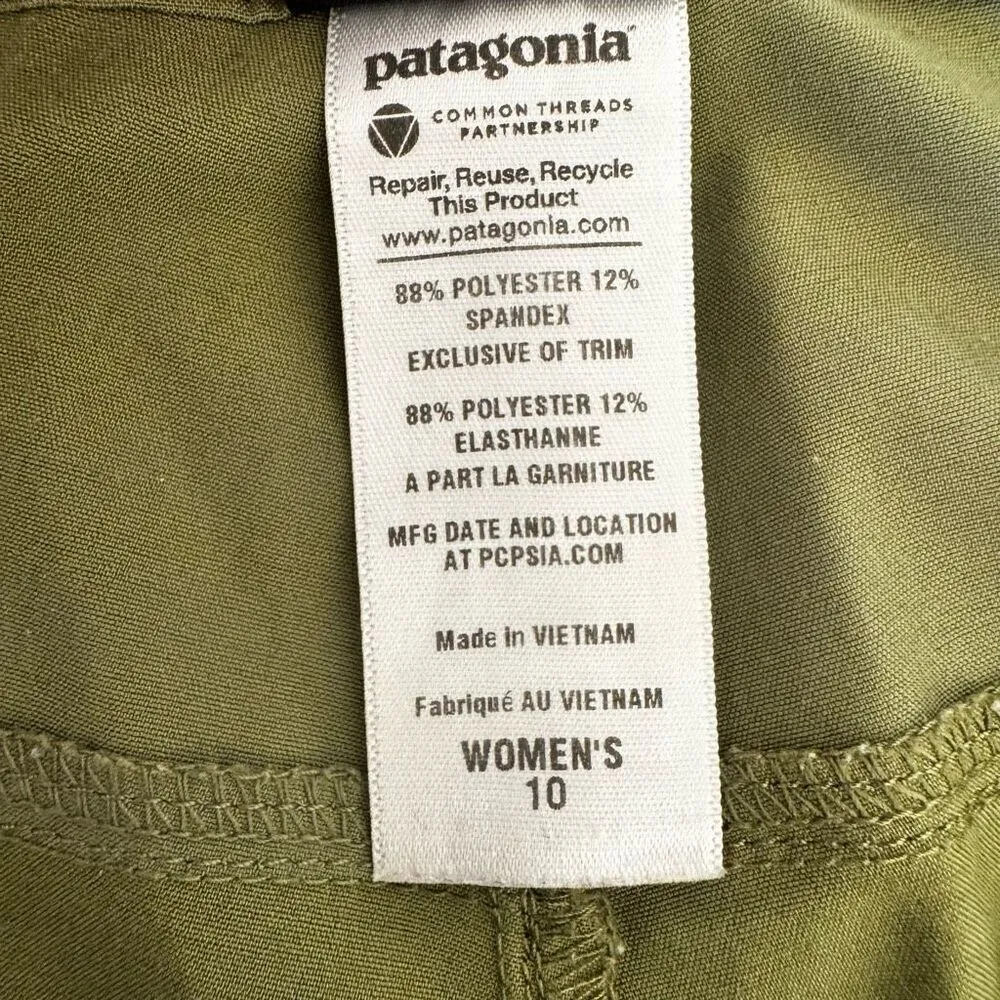 patagonia
COMMON THREADS
PARTNERSHIP
Repair, Reuse, Recycle
This Product
www.patagonia.com
88% POLYESTER 12%
SPANDEX
EXCLUSIVE OF TRIM
88% POLYESTER 12%
ELASTHANNE
A PART LA GARNITURE
MFG DATE AND LOCATION
AT PCPSIA.COM
Made in VIETNAM
Fabriqué AU VIETNAM
WOMEN'S
10